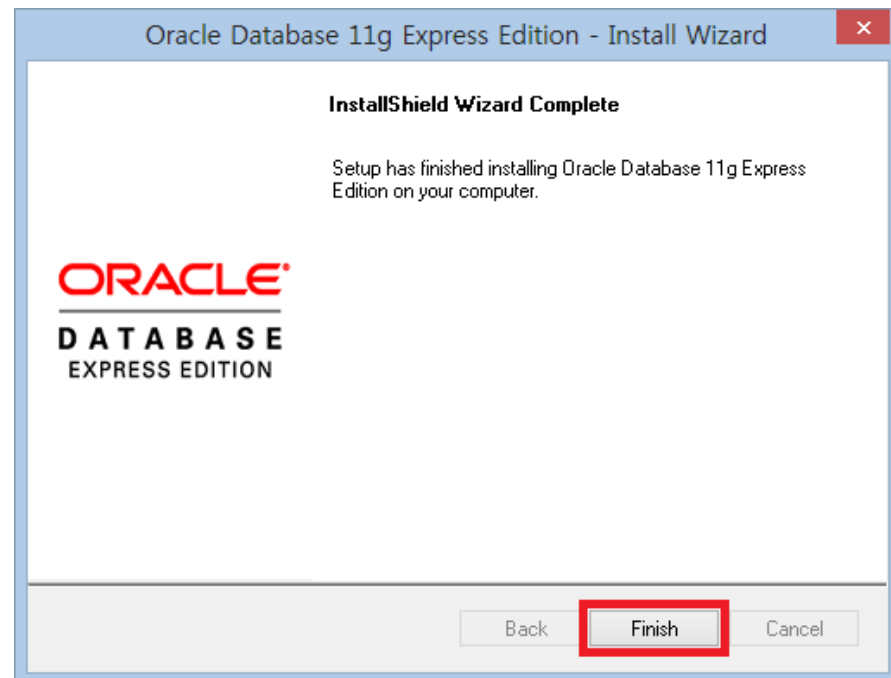 Oracle Database 11g Express Edition - Install Wizard
InstallShield Wizard Complete
Setup has finished installing Oracle Database 11g Express
Edition on your computer.
ORACLE
DATABASE
EXPRESS EDITION
Back
Finish
Cancel